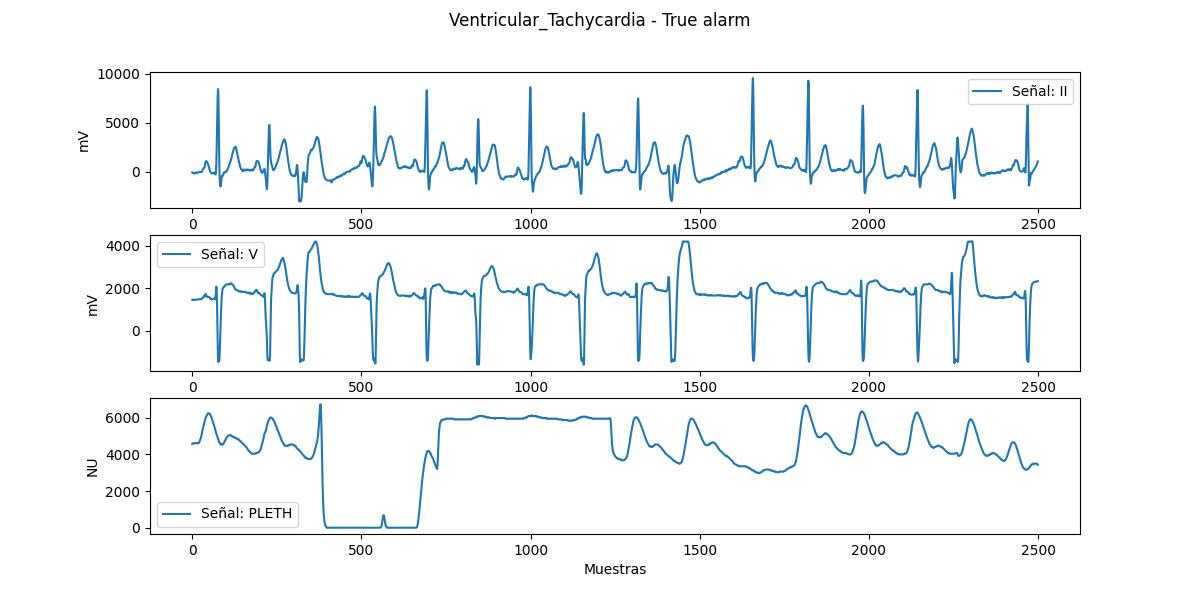 Ventricular_Tachycardia - True alarm
10000
5000
0
mV
Señal: II
0 500 1000 1500 2000 2500
4000
2000
0
mV
Señal: V
0 500 1000 1500 2000 2500
6000
4000
2000
0
NU
Señal: PLETH
0 500 1000 1500 2000 2500
Muestras